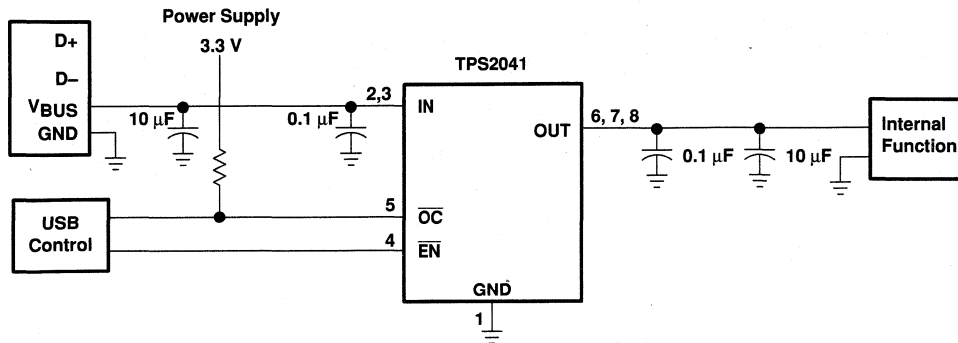 Power Supply
3.3 V
D+
D–
VBUS
GND
10 μF
0.1 μF
TPS2041
2,3
IN
OUT
6, 7, 8
0.1 μF
10 μF
Internal
Function
USB
Control
5
OC
4
EN
GND
1